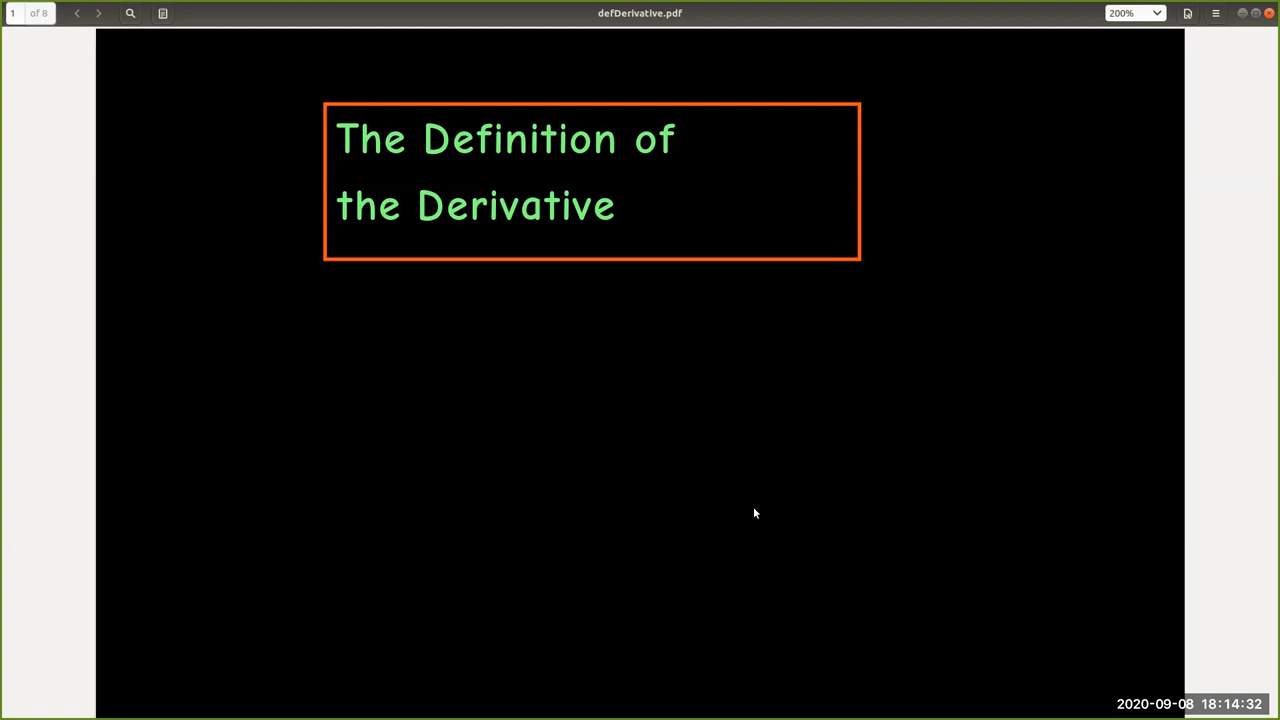 1 of 8
defDerivative.pdf
200%
The Definition of
the Derivative
2020-09-08 18:14:32